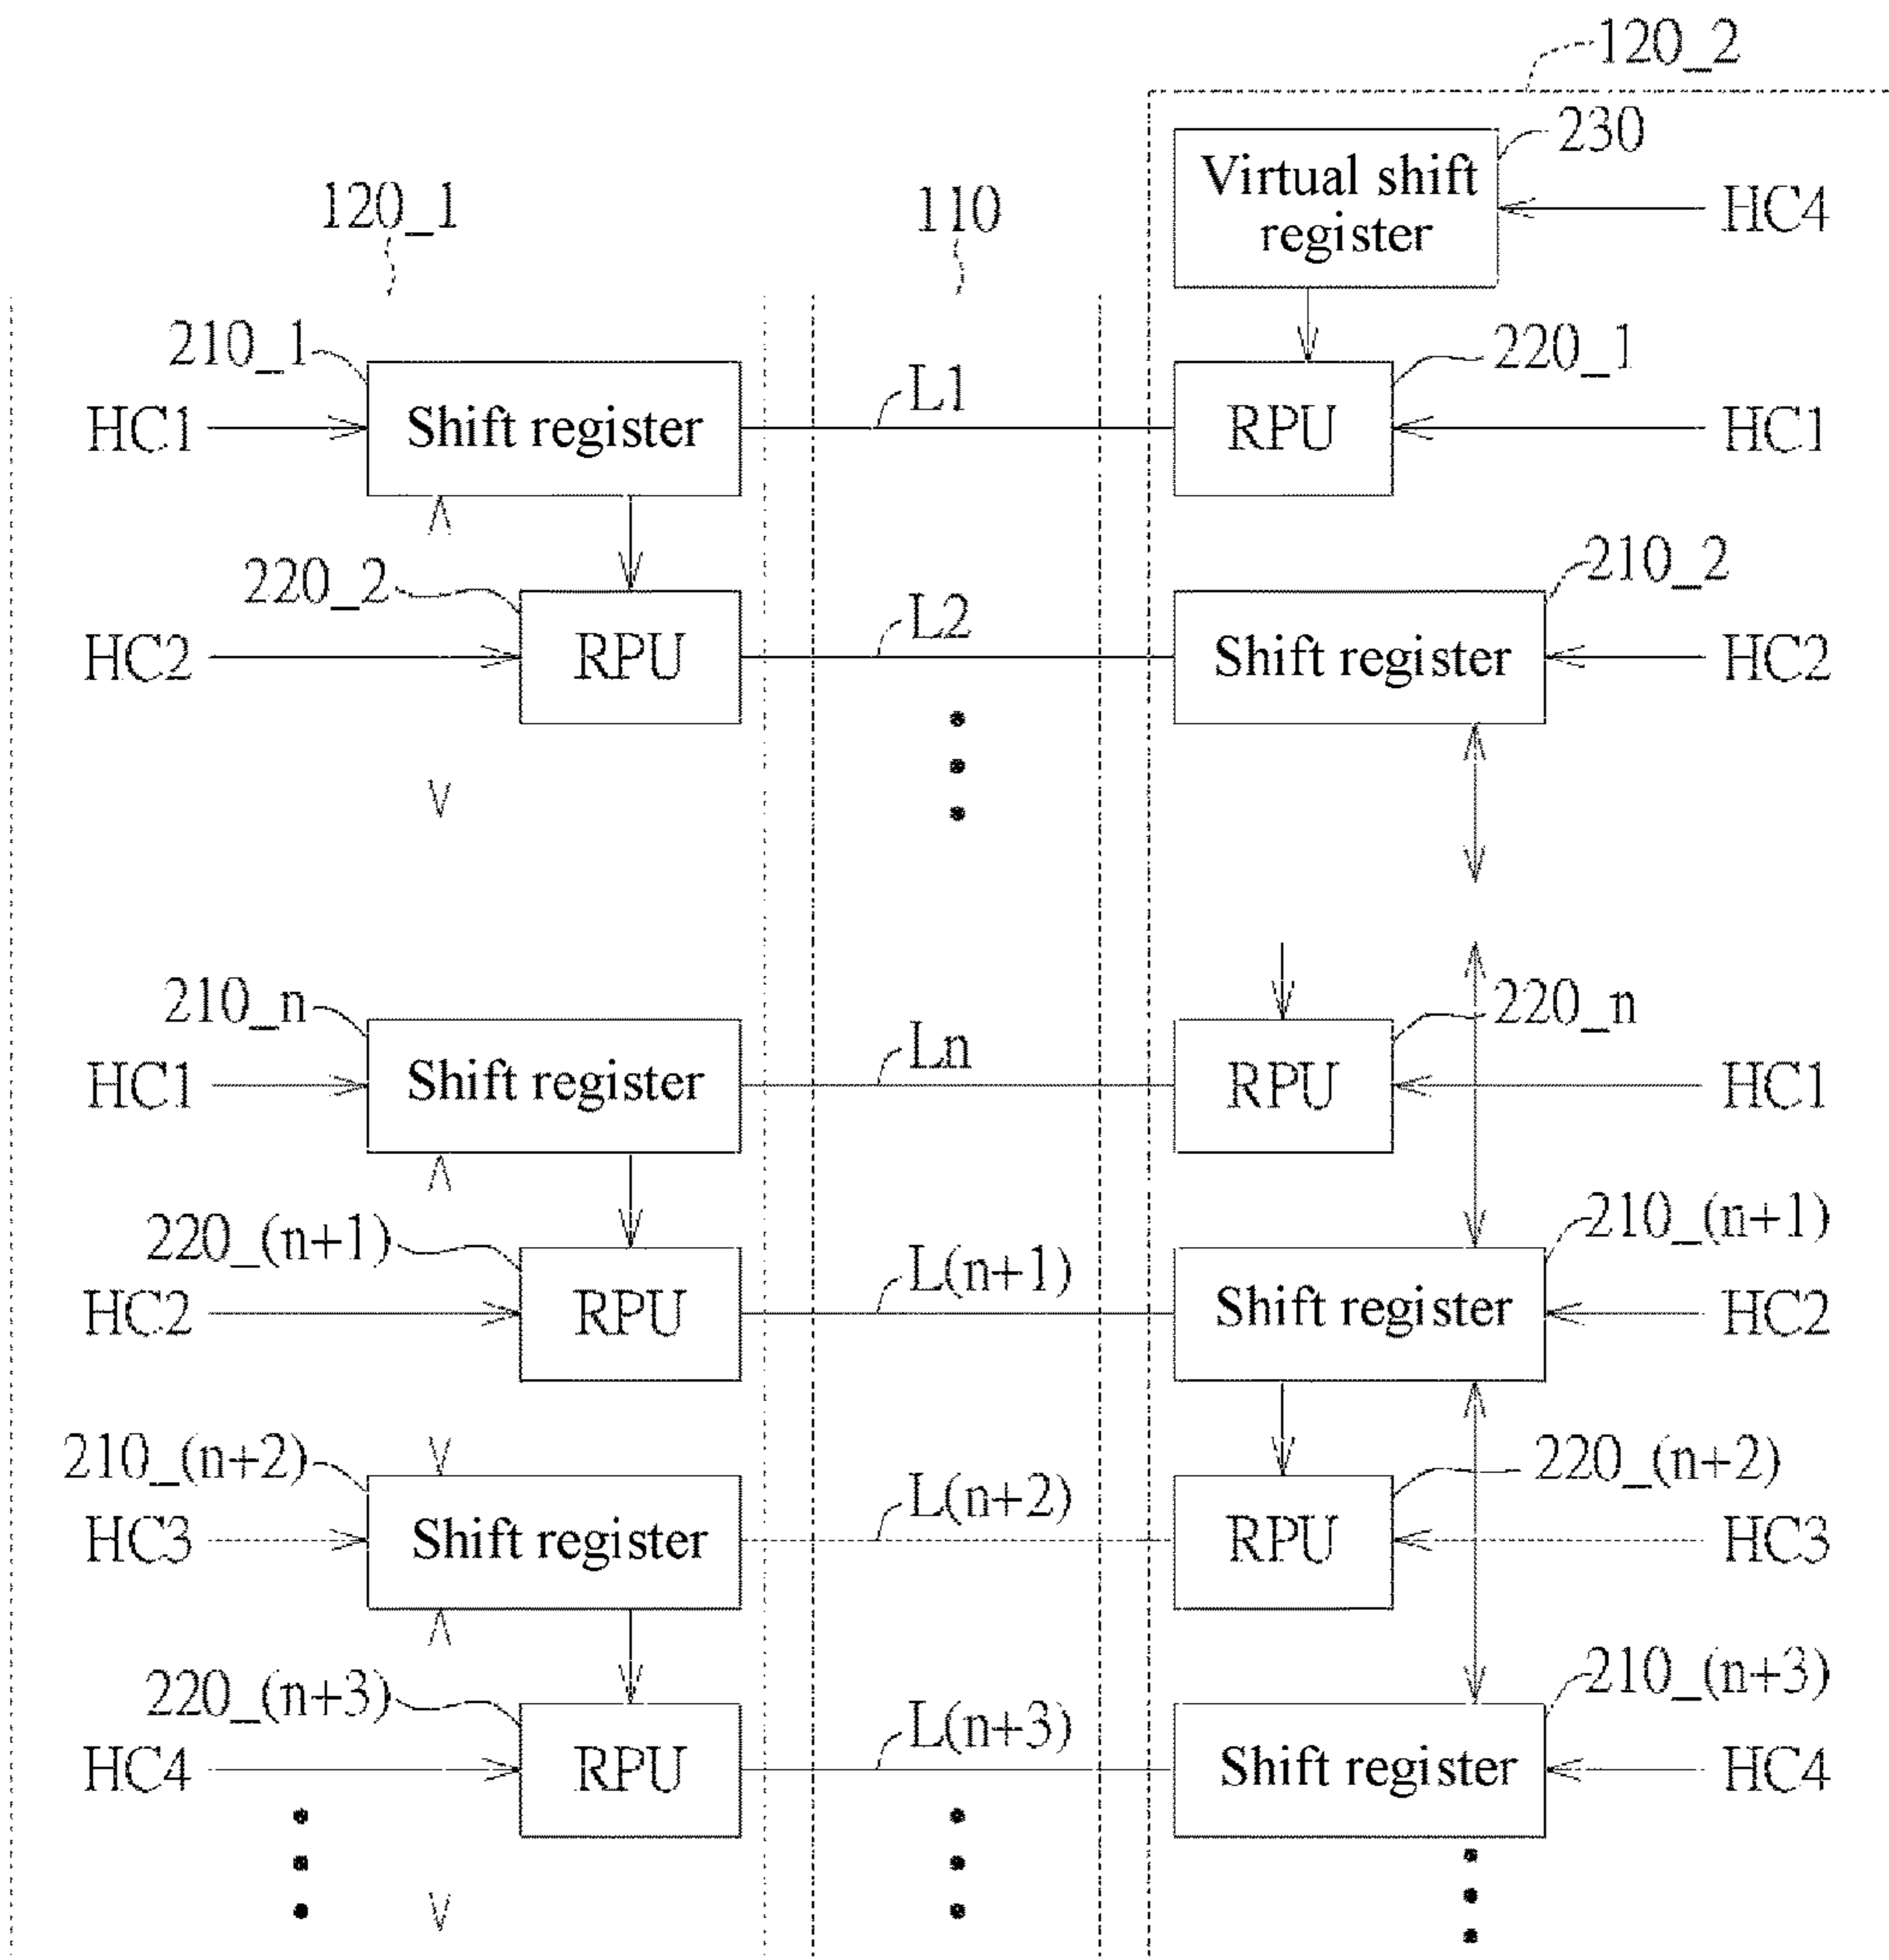 120_2
230
Virtual shift
register
HC4
120_1
110
210_1
220_1
HC1
Shift register
L1
RPU
HC1
220_2
210_2
HC2
RPU
L2
Shift register
HC2
210_n
220_n
HC1
Shift register
Ln
RPU
HC1
220_(n+1)
210_(n+1)
HC2
RPU
L(n+1)
Shift register
HC2
210_(n+2)
220_(n+2)
HC3
Shift register
L(n+2)
RPU
HC3
220_(n+3)
210_(n+3)
HC4
RPU
L(n+3)
Shift register
HC4